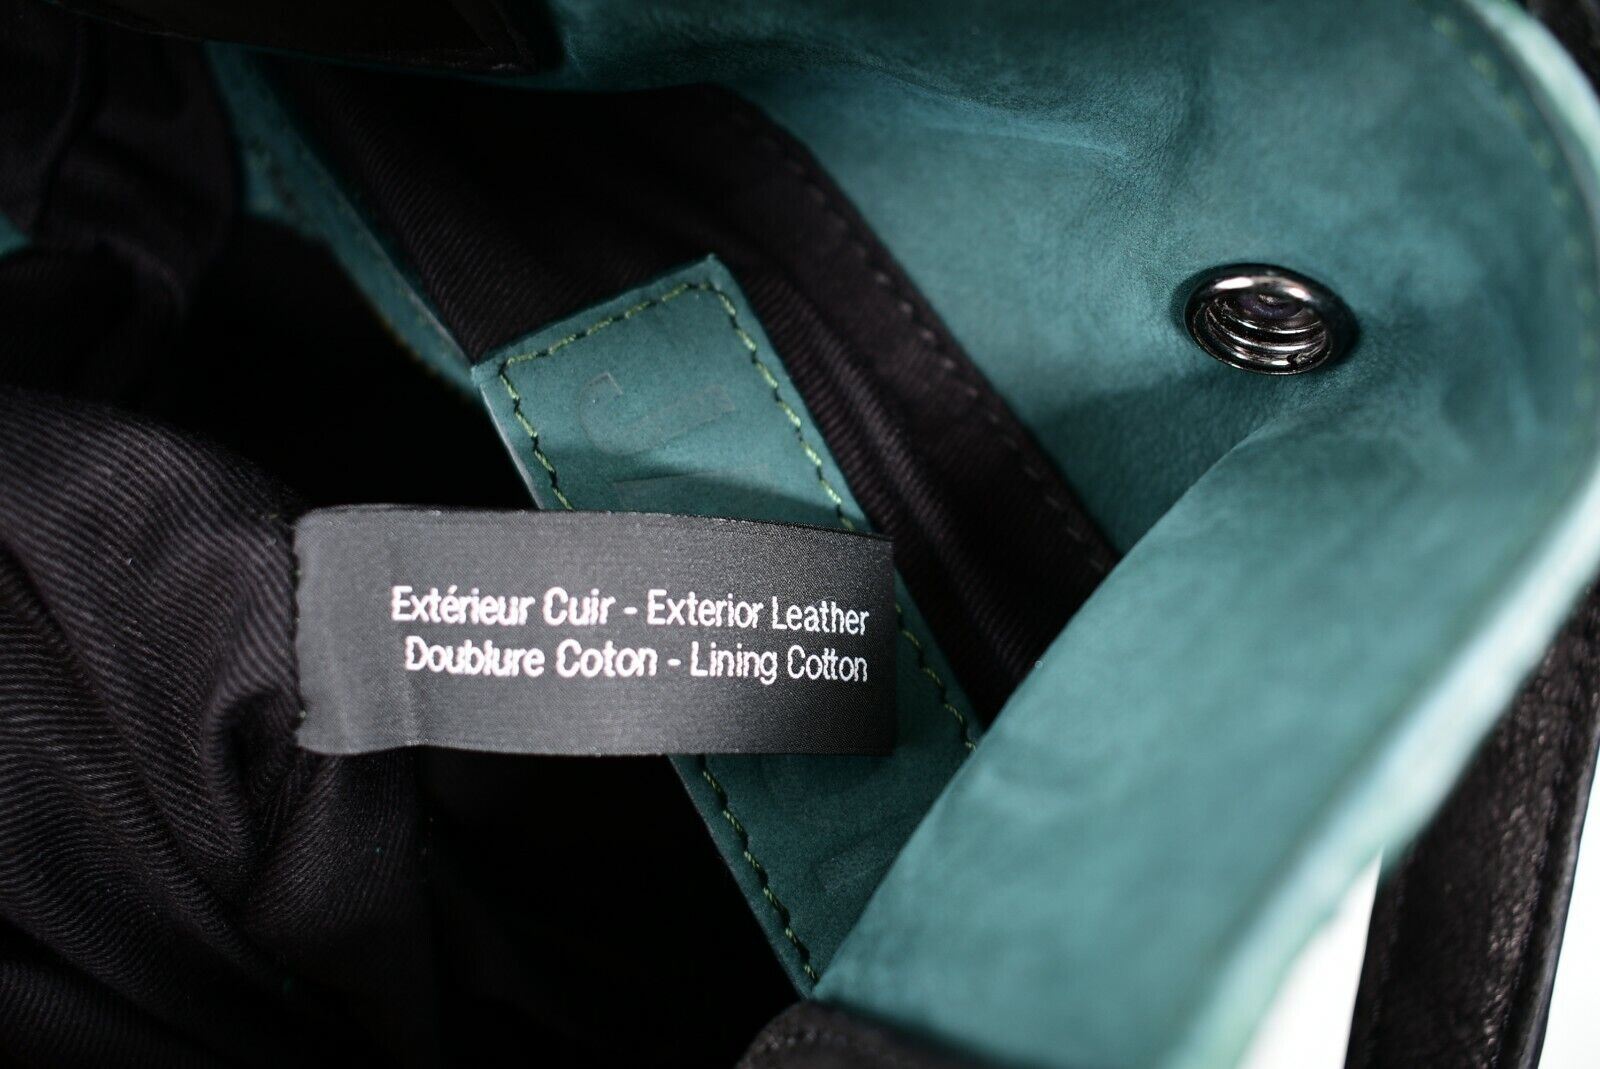 Extérieur Cuir - Exterior Leather
Doublure Coton - Lining Cotton